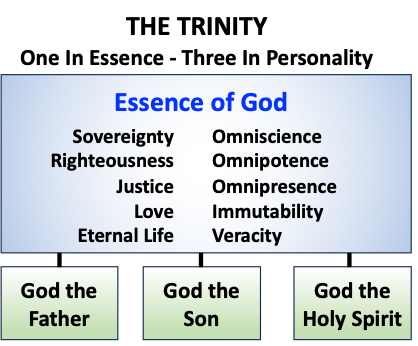 THE TRINITY
One In Essence - Three In Personality
Essence of God
Sovereignty Omniscience
Righteousness Omnipotence
Justice Omnipresence
Love Immutability
Eternal Life Veracity
God the Father
God the Son
God the Holy Spirit